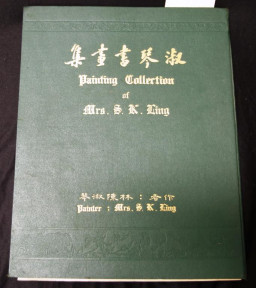 淑琴書畫集
Painting Collection
of
Mrs. S. K. Ling
作者：林陳淑琴
Painter : Mrs. S. K. Ling